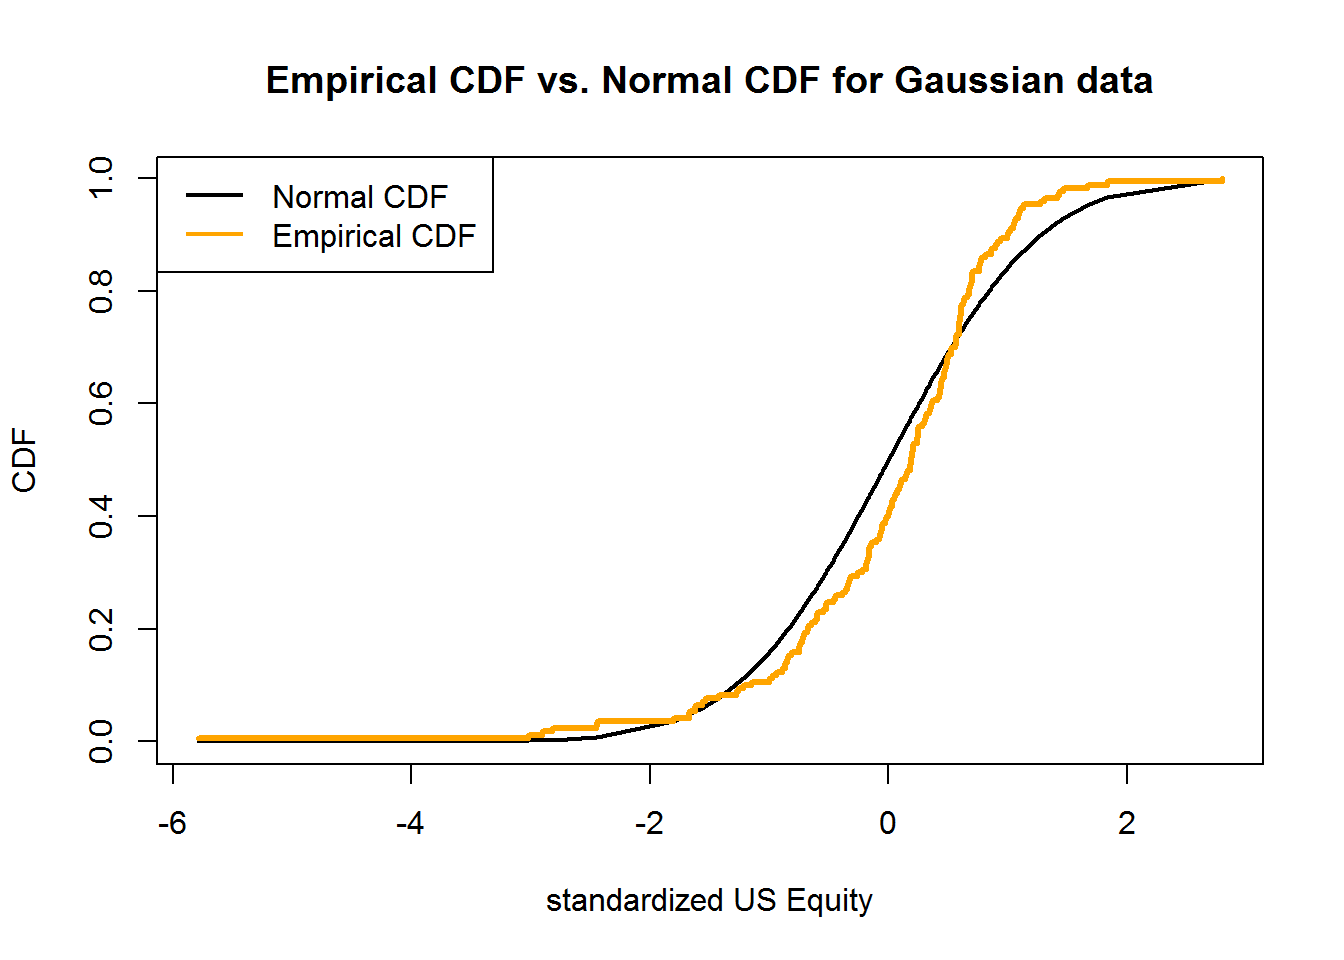 Empirical CDF vs. Normal CDF for Gaussian data
Normal CDF
Empirical CDF
CDF
1.0
0.8
0.6
0.4
0.2
0.0
-6 -4 -2 0 2
standardized US Equity